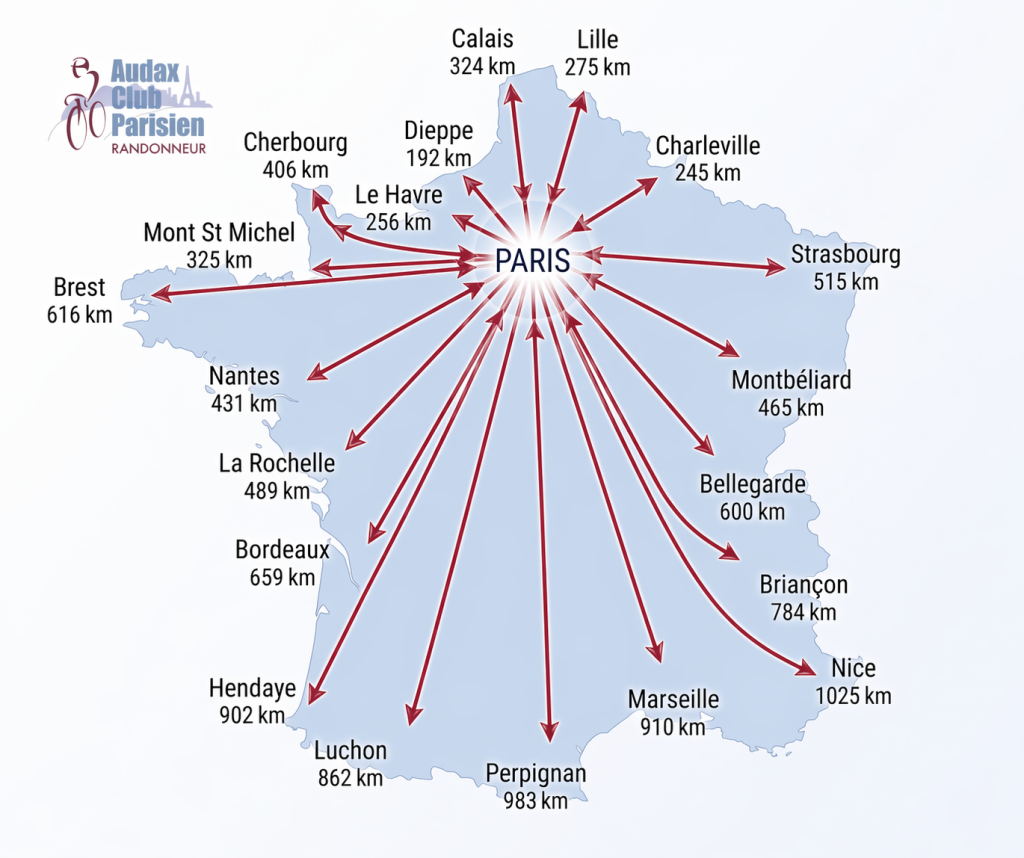 Audax
Club
Parisien
RANDONNEUR
Calais
324 km
Lille
275 km
Dieppe
192 km
Cherbourg
406 km
Charleville
245 km
Le Havre
256 km
Mont St Michel
325 km
PARIS
Strasbourg
515 km
Brest
616 km
Nantes
431 km
Montbéliard
465 km
La Rochelle
489 km
Bellegarde
600 km
Bordeaux
659 km
Briançon
784 km
Hendaye
902 km
Nice
1025 km
Marseille
910 km
Luchon
862 km
Perpignan
983 km